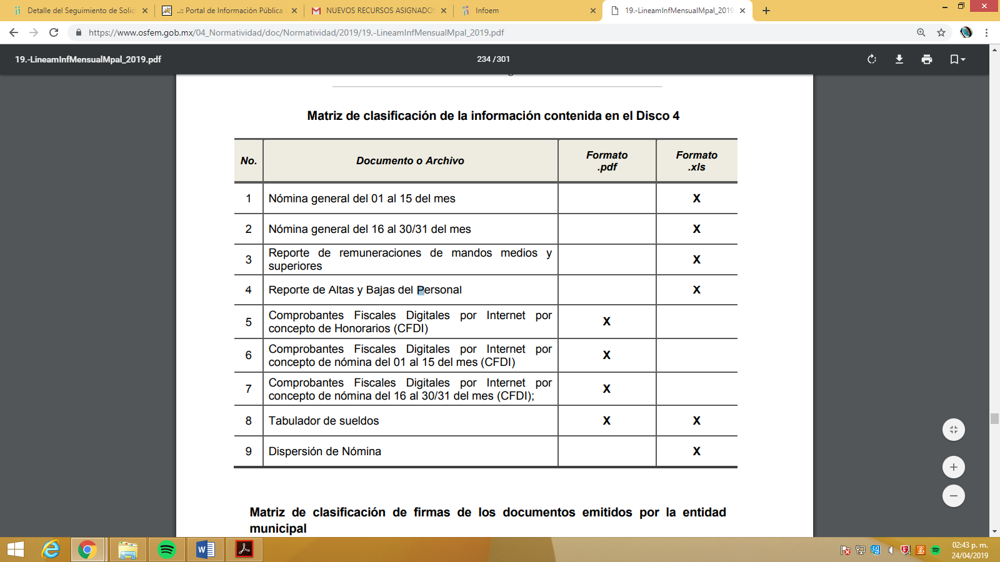 Detalle del Seguimiento de Solici
..:: Portal de Información Pública
NUEVOS RECURSOS ASIGNADOS
Infoem
19.-LineamInfMensualMpal_2019
https://www.osfem.gob.mx/04_Normatividad/doc/Normatividad/2019/19.-LineamInfMensualMpal_2019.pdf
19.-LineamInfMensualMpal_2019.pdf
234 / 301
Matriz de clasificación de la información contenida en el Disco 4
No.
Documento o Archivo
Formato
.pdf
Formato
.xls
1 Nómina general del 01 al 15 del mes X
2 Nómina general del 16 al 30/31 del mes X
3 Reporte de remuneraciones de mandos medios y
superiores X
4 Reporte de Altas y Bajas del Personal X
5 Comprobantes Fiscales Digitales por Internet por
concepto de Honorarios (CFDI) X
6 Comprobantes Fiscales Digitales por Internet por
concepto de nómina del 01 al 15 del mes (CFDI) X
7 Comprobantes Fiscales Digitales por Internet por
concepto de nómina del 16 al 30/31 del mes (CFDI); X
8 Tabulador de sueldos X X
9 Dispersión de Nómina X
Matriz de clasificación de firmas de los documentos emitidos por la entidad
municipal
02:43 p. m.
24/04/2019